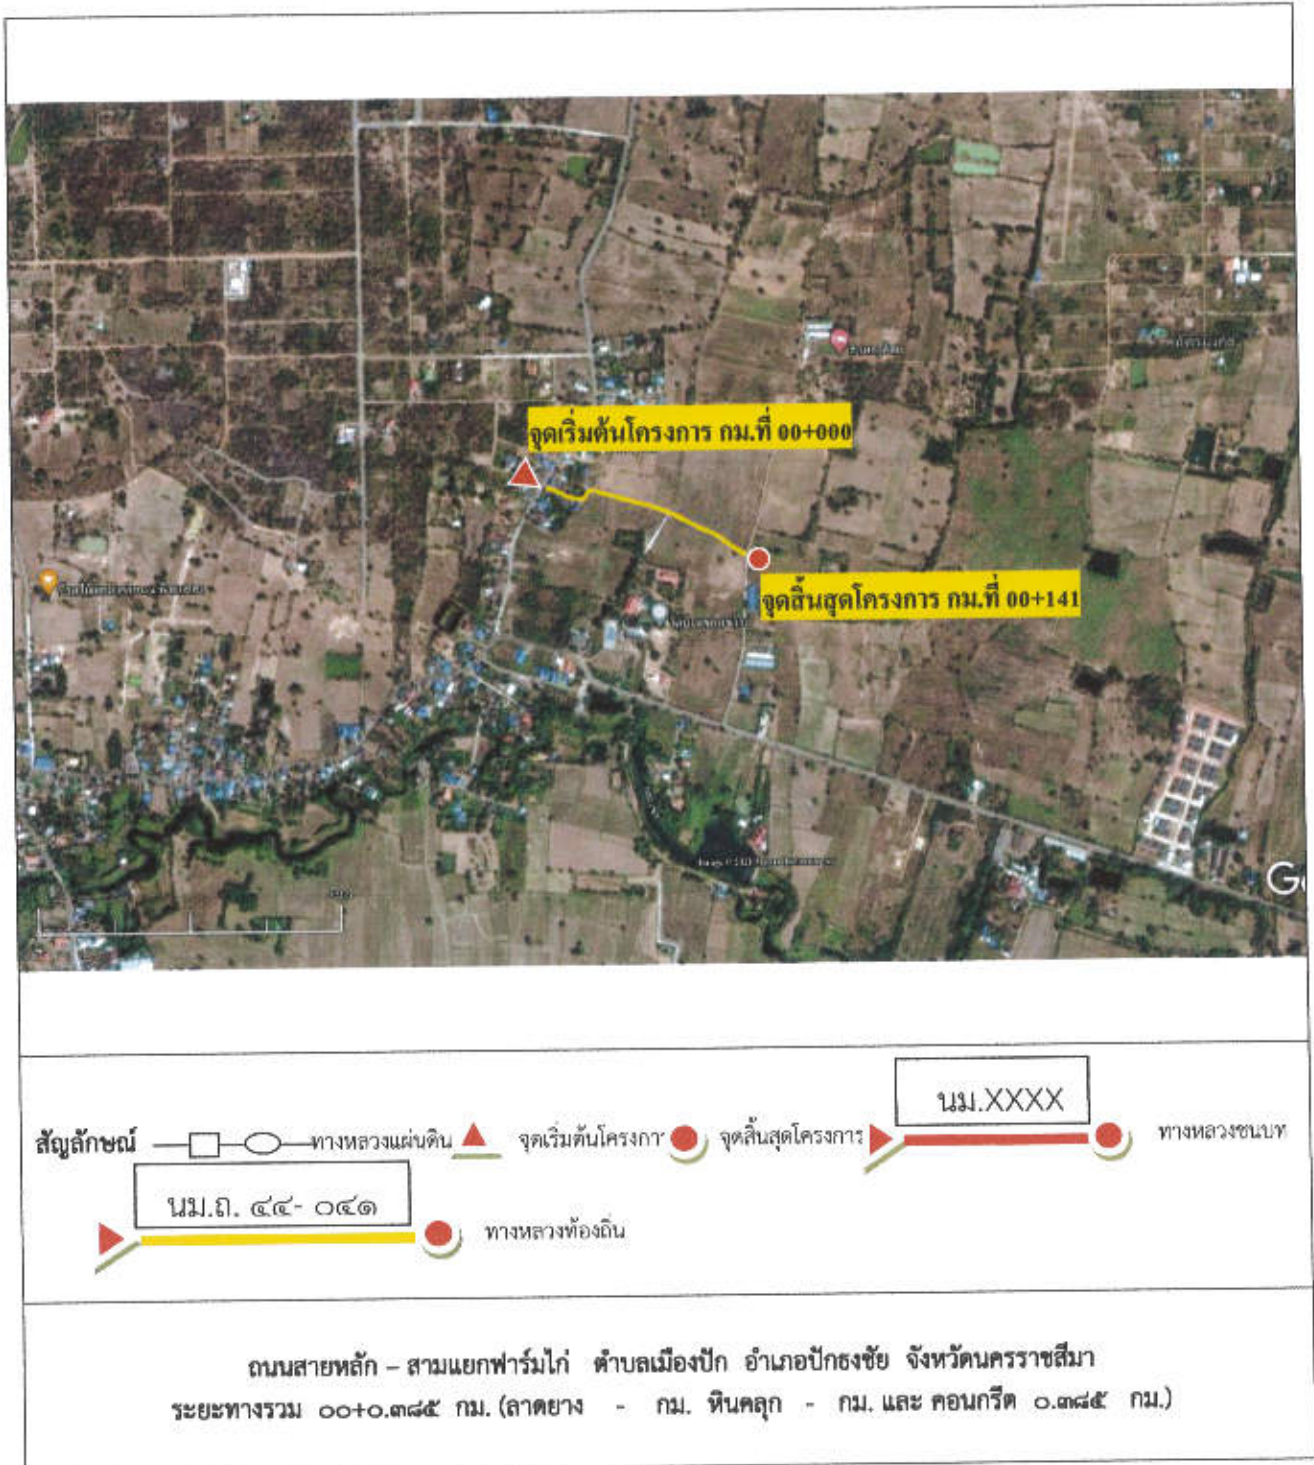 จุดเริ่มต้นโครงการ กม.ที่ 00+000
จุดสิ้นสุดโครงการ กม.ที่ 00+141
สัญลักษณ์ ทางหลวงแผ่นดิน จุดเริ่มต้นโครงกา จุดสิ้นสุดโครงการ นม.XXXX ทางหลวงชนบท
นม.ถ. ๔๔- ๐๔๑ ทางหลวงท้องถิ่น
ถนนสายหลัก – สามแยกฟาร์มไก่ ตำบลเมืองปัก อำเภอปักธงชัย จังหวัดนครราชสีมา
ระยะทางรวม ๐๐+๐.๓๘๕ กม. (ลาดยาง - กม. หินคลุก - กม. และ คอนกรีต ๐.๓๘๕ กม.)